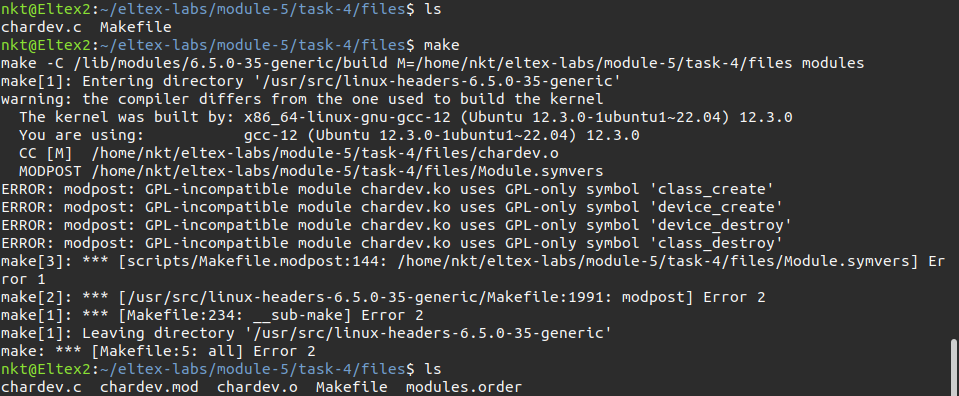 nkt@Eltex2:~/eltex-labs/module-5/task-4/files$ ls
chardev.c  Makefile
nkt@Eltex2:~/eltex-labs/module-5/task-4/files$ make
make -C /lib/modules/6.5.0-35-generic/build M=/home/nkt/eltex-labs/module-5/task-4/files modules
make[1]: Entering directory '/usr/src/linux-headers-6.5.0-35-generic'
warning: the compiler differs from the one used to build the kernel
  The kernel was built by: x86_64-linux-gnu-gcc-12 (Ubuntu 12.3.0-1ubuntu1~22.04) 12.3.0
  You are using:           gcc-12 (Ubuntu 12.3.0-1ubuntu1~22.04) 12.3.0
  CC [M]  /home/nkt/eltex-labs/module-5/task-4/files/chardev.o
  MODPOST /home/nkt/eltex-labs/module-5/task-4/files/Module.symvers
ERROR: modpost: GPL-incompatible module chardev.ko uses GPL-only symbol 'class_create'
ERROR: modpost: GPL-incompatible module chardev.ko uses GPL-only symbol 'device_create'
ERROR: modpost: GPL-incompatible module chardev.ko uses GPL-only symbol 'device_destroy'
ERROR: modpost: GPL-incompatible module chardev.ko uses GPL-only symbol 'class_destroy'
make[3]: *** [scripts/Makefile.modpost:144: /home/nkt/eltex-labs/module-5/task-4/files/Module.symvers] Er
ror 1
make[2]: *** [/usr/src/linux-headers-6.5.0-35-generic/Makefile:1991: modpost] Error 2
make[1]: *** [Makefile:234: __sub-make] Error 2
make[1]: Leaving directory '/usr/src/linux-headers-6.5.0-35-generic'
make: *** [Makefile:5: all] Error 2
nkt@Eltex2:~/eltex-labs/module-5/task-4/files$ ls
chardev.c  chardev.mod  chardev.o  Makefile  modules.order